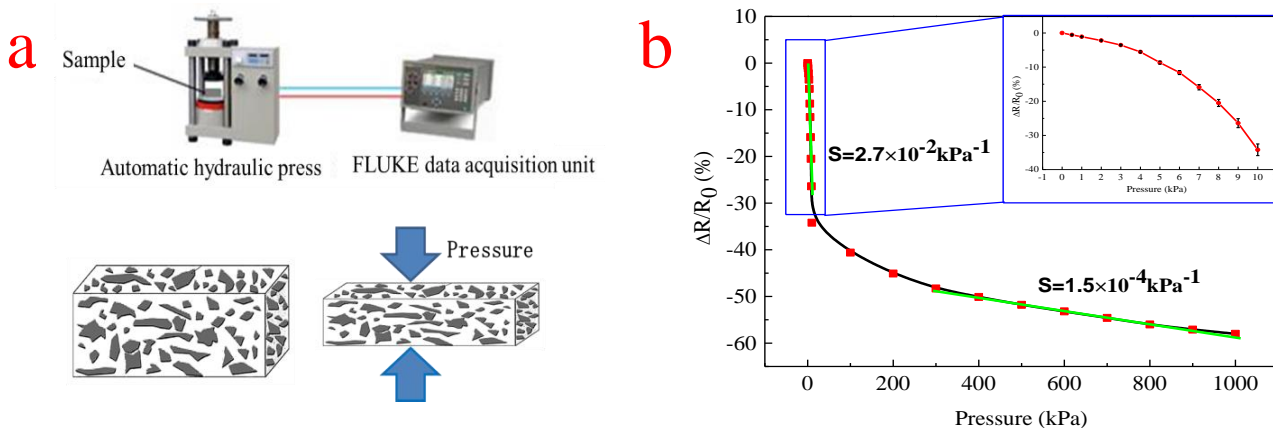 a
Sample
Automatic hydraulic press
FLUKE data acquisition unit
Pressure
b
10
0
-10
-20
-30
-40
-50
-60
ΔR/R0 (%)
0
200
400
600
800
1000
Pressure (kPa)
S=2.7×10-2kPa-1
S=1.5×10-4kPa-1
0
-10
-20
-30
-40
ΔR/R0 (%)
-1
0
1
2
3
4
5
6
7
8
9
10
Pressure (kPa)